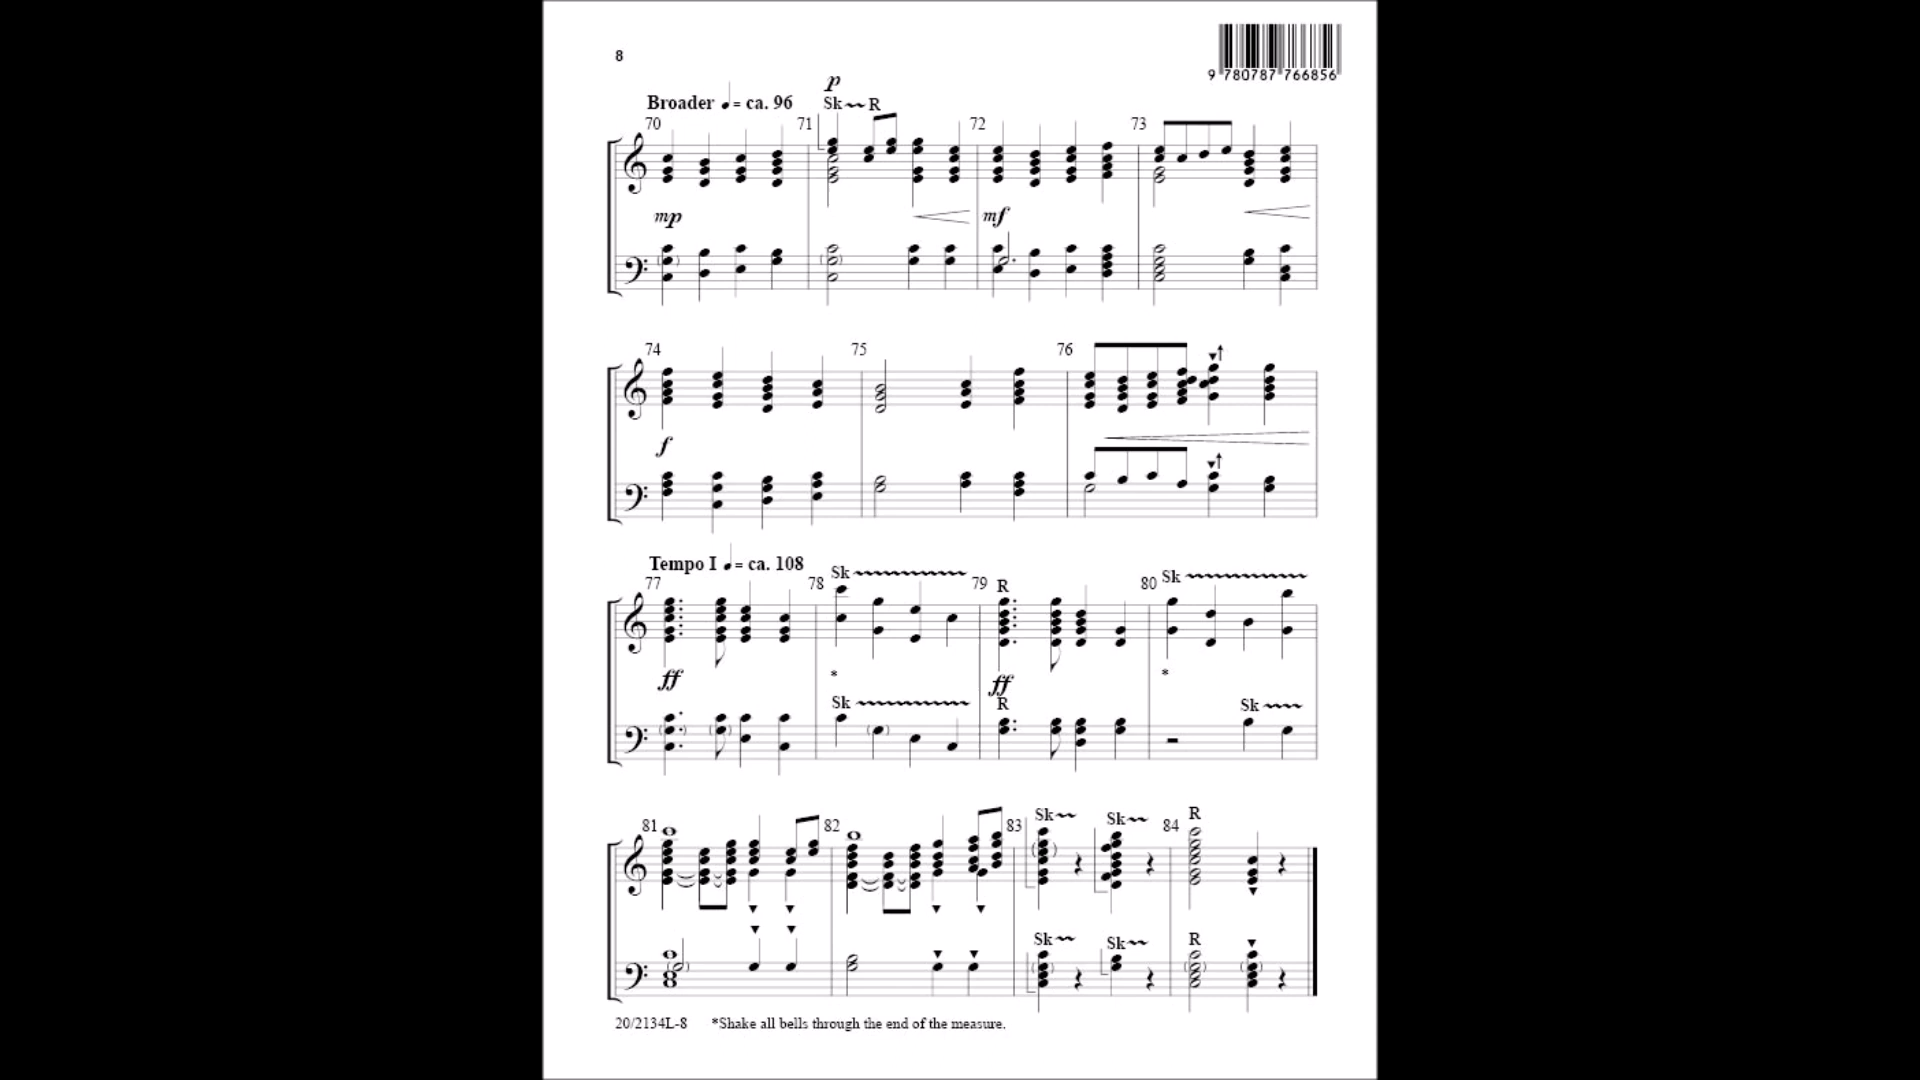 8
9 780787 766856
p
Broader ♩ = ca. 96
Sk R
70 71 72 73
mp mf
74 75 76
f
Tempo I ♩ = ca. 108
Sk R Sk
77 78 79 80
ff * ff *
Sk R Sk
Sk Sk R
81 82 83 84
Sk Sk R
20/2134L-8 *Shake all bells through the end of the measure.